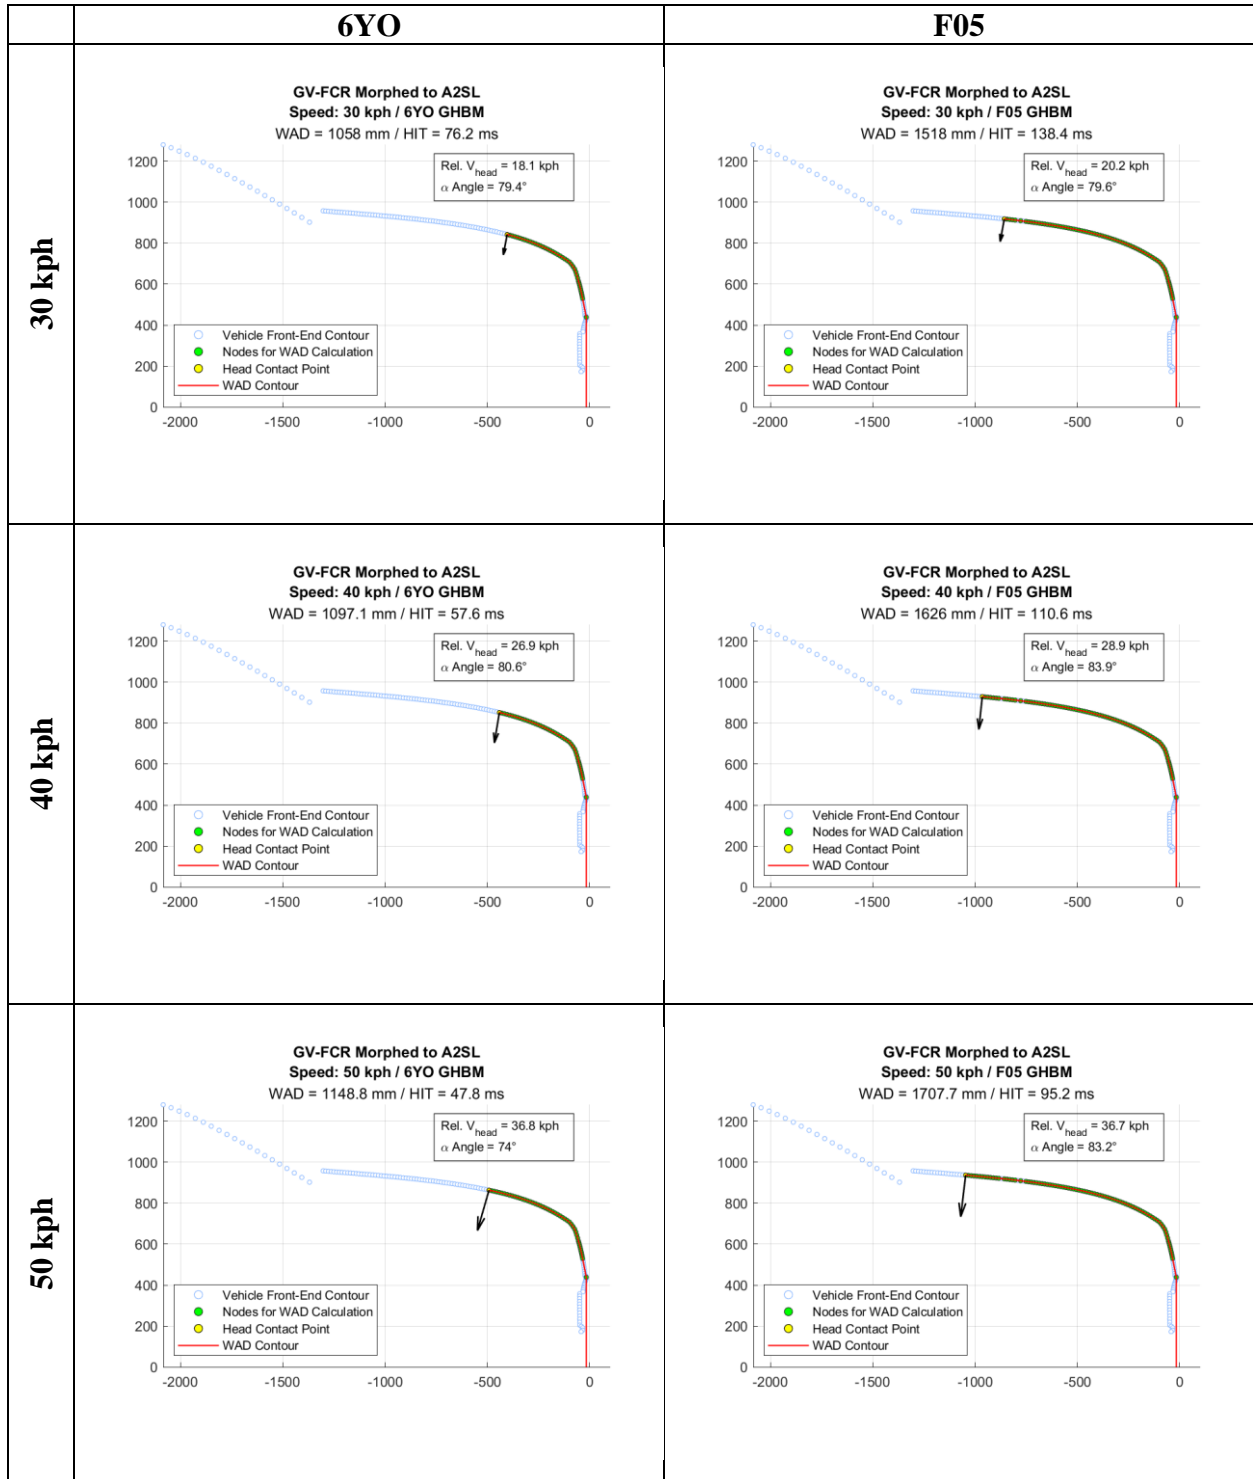 6YO
F05
30 kph
GV-FCR Morphed to A2SL
Speed: 30 kph / 6YO GHBM
WAD = 1058 mm / HIT = 76.2 ms
Rel. V_head = 18.1 kph
α Angle = 79.4°
1200
1000
800
600
400
200
0
Vehicle Front-End Contour
Nodes for WAD Calculation
Head Contact Point
WAD Contour
-2000 -1500 -1000 -500 0
GV-FCR Morphed to A2SL
Speed: 30 kph / F05 GHBM
WAD = 1518 mm / HIT = 138.4 ms
Rel. V_head = 20.2 kph
α Angle = 79.6°
1200
1000
800
600
400
200
0
Vehicle Front-End Contour
Nodes for WAD Calculation
Head Contact Point
WAD Contour
-2000 -1500 -1000 -500 0
40 kph
GV-FCR Morphed to A2SL
Speed: 40 kph / 6YO GHBM
WAD = 1097.1 mm / HIT = 57.6 ms
Rel. V_head = 26.9 kph
α Angle = 80.6°
1200
1000
800
600
400
200
0
Vehicle Front-End Contour
Nodes for WAD Calculation
Head Contact Point
WAD Contour
-2000 -1500 -1000 -500 0
GV-FCR Morphed to A2SL
Speed: 40 kph / F05 GHBM
WAD = 1626 mm / HIT = 110.6 ms
Rel. V_head = 28.9 kph
α Angle = 83.9°
1200
1000
800
600
400
200
0
Vehicle Front-End Contour
Nodes for WAD Calculation
Head Contact Point
WAD Contour
-2000 -1500 -1000 -500 0
50 kph
GV-FCR Morphed to A2SL
Speed: 50 kph / 6YO GHBM
WAD = 1148.8 mm / HIT = 47.8 ms
Rel. V_head = 36.8 kph
α Angle = 74°
1200
1000
800
600
400
200
0
Vehicle Front-End Contour
Nodes for WAD Calculation
Head Contact Point
WAD Contour
-2000 -1500 -1000 -500 0
GV-FCR Morphed to A2SL
Speed: 50 kph / F05 GHBM
WAD = 1707.7 mm / HIT = 95.2 ms
Rel. V_head = 36.7 kph
α Angle = 83.2°
1200
1000
800
600
400
200
0
Vehicle Front-End Contour
Nodes for WAD Calculation
Head Contact Point
WAD Contour
-2000 -1500 -1000 -500 0